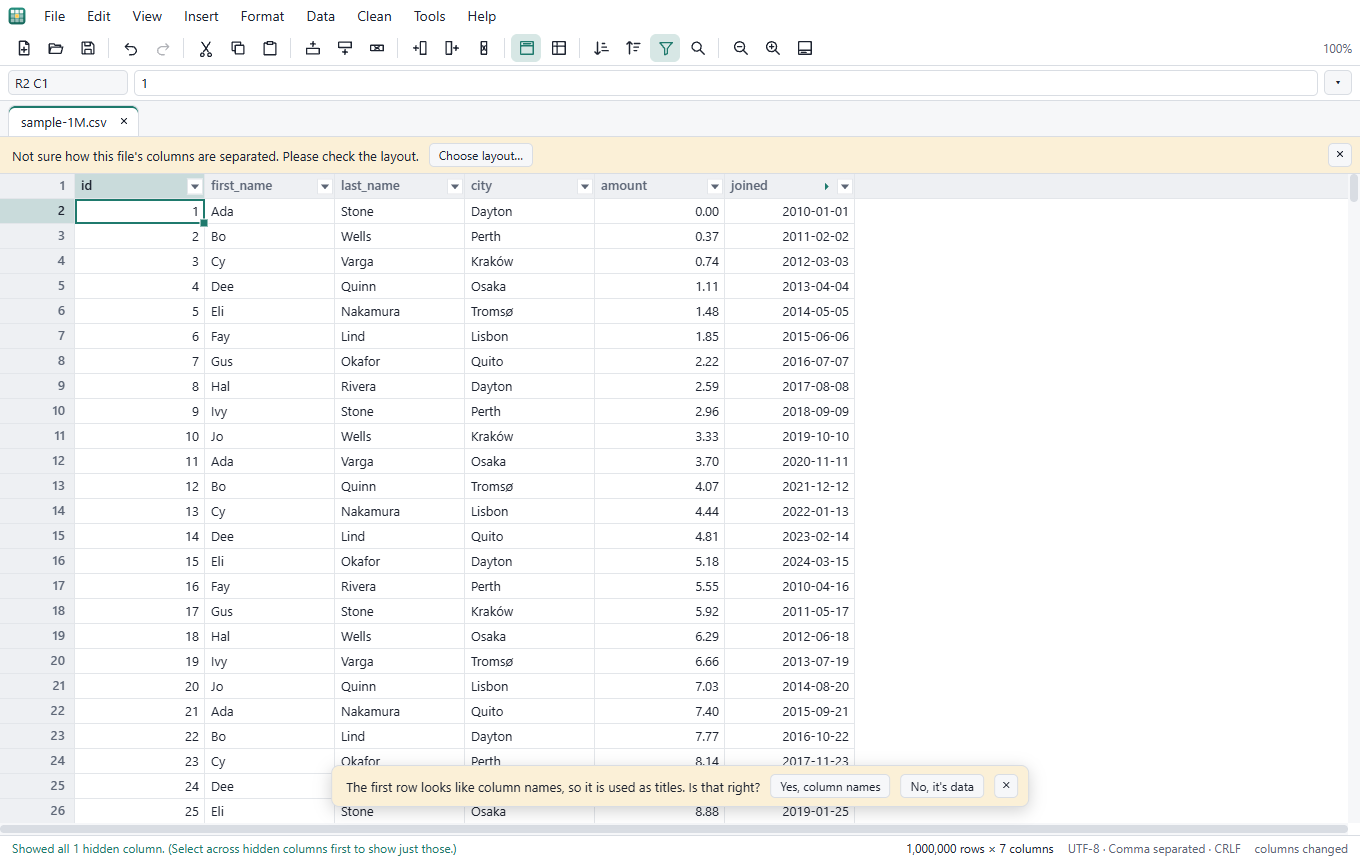 File Edit View Insert Format Data Clean Tools Help
100%
R2 C1 1
sample-1M.csv ×
Not sure how this file's columns are separated. Please check the layout. Choose layout... ×
1 id first_name last_name city amount joined
2 1 Ada Stone Dayton 0.00 2010-01-01
3 2 Bo Wells Perth 0.37 2011-02-02
4 3 Cy Varga Kraków 0.74 2012-03-03
5 4 Dee Quinn Osaka 1.11 2013-04-04
6 5 Eli Nakamura Tromsø 1.48 2014-05-05
7 6 Fay Lind Lisbon 1.85 2015-06-06
8 7 Gus Okafor Quito 2.22 2016-07-07
9 8 Hal Rivera Dayton 2.59 2017-08-08
10 9 Ivy Stone Perth 2.96 2018-09-09
11 10 Jo Wells Kraków 3.33 2019-10-10
12 11 Ada Varga Osaka 3.70 2020-11-11
13 12 Bo Quinn Tromsø 4.07 2021-12-12
14 13 Cy Nakamura Lisbon 4.44 2022-01-13
15 14 Dee Lind Quito 4.81 2023-02-14
16 15 Eli Okafor Dayton 5.18 2024-03-15
17 16 Fay Rivera Perth 5.55 2010-04-16
18 17 Gus Stone Kraków 5.92 2011-05-17
19 18 Hal Wells Osaka 6.29 2012-06-18
20 19 Ivy Varga Tromsø 6.66 2013-07-19
21 20 Jo Quinn Lisbon 7.03 2014-08-20
22 21 Ada Nakamura Quito 7.40 2015-09-21
23 22 Bo Lind Dayton 7.77 2016-10-22
24 23 Cy Okafor Perth 8.14 2017-11-23
25 24 Dee
The first row looks like column names, so it is used as titles. Is that right? Yes, column names No, it's data ×
26 25 Eli Stone Osaka 8.88 2019-01-25
Showed all 1 hidden column. (Select across hidden columns first to show just those.) 1,000,000 rows × 7 columns UTF-8 · Comma separated · CRLF columns changed